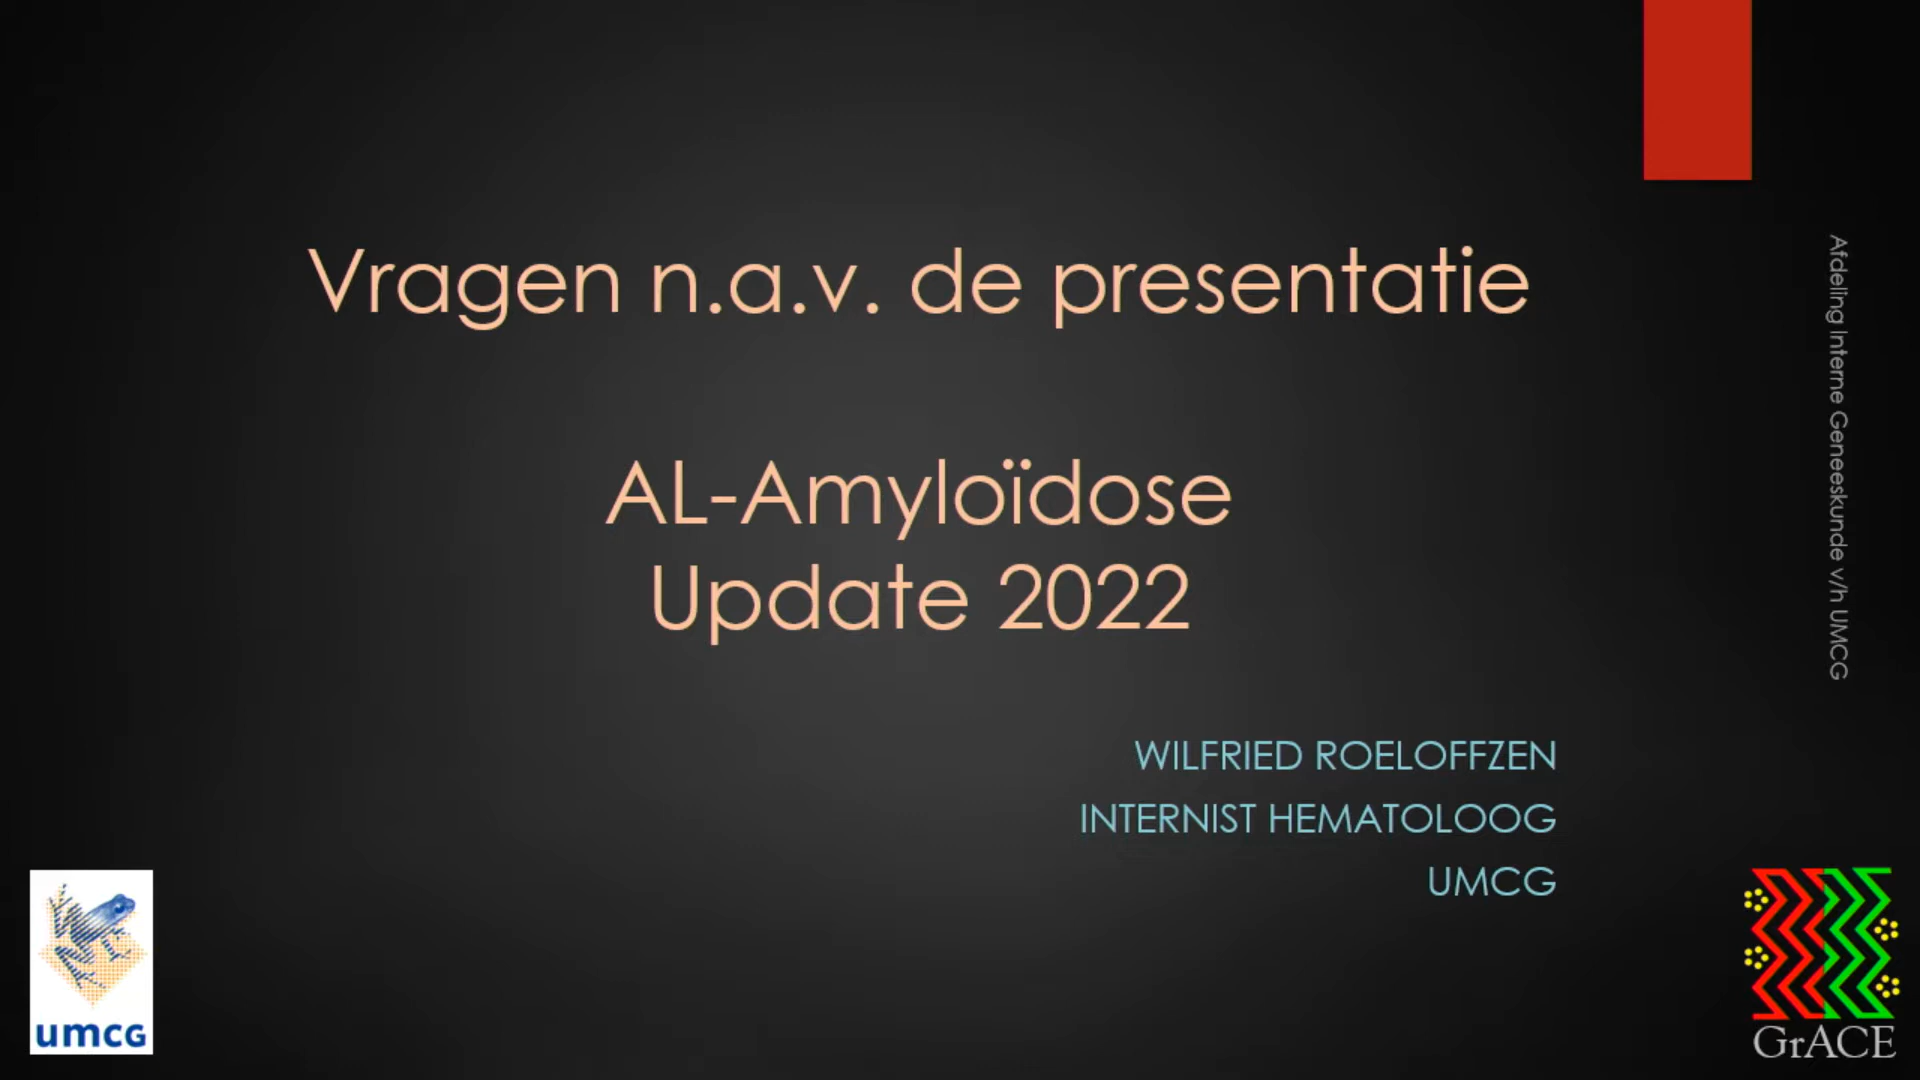 Vragen n.a.v. de presentatie
AL-Amyloïdose
Update 2022
WILFRIED ROELOFFZEN
INTERNIST HEMATOLOOG
UMCG
Afdeling Interne Geneeskunde v/h UMCG
umcg
GrACE